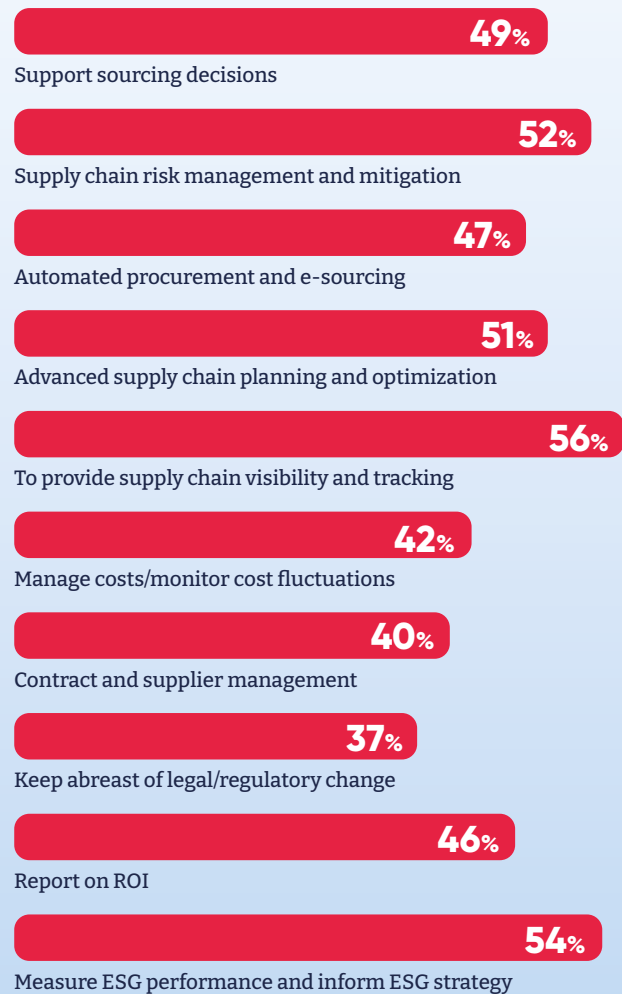 49%
Support sourcing decisions
52%
Supply chain risk management and mitigation
47%
Automated procurement and e-sourcing
51%
Advanced supply chain planning and optimization
56%
To provide supply chain visibility and tracking
42%
Manage costs/monitor cost fluctuations
40%
Contract and supplier management
37%
Keep abreast of legal/regulatory change
46%
Report on ROI
54%
Measure ESG performance and inform ESG strategy